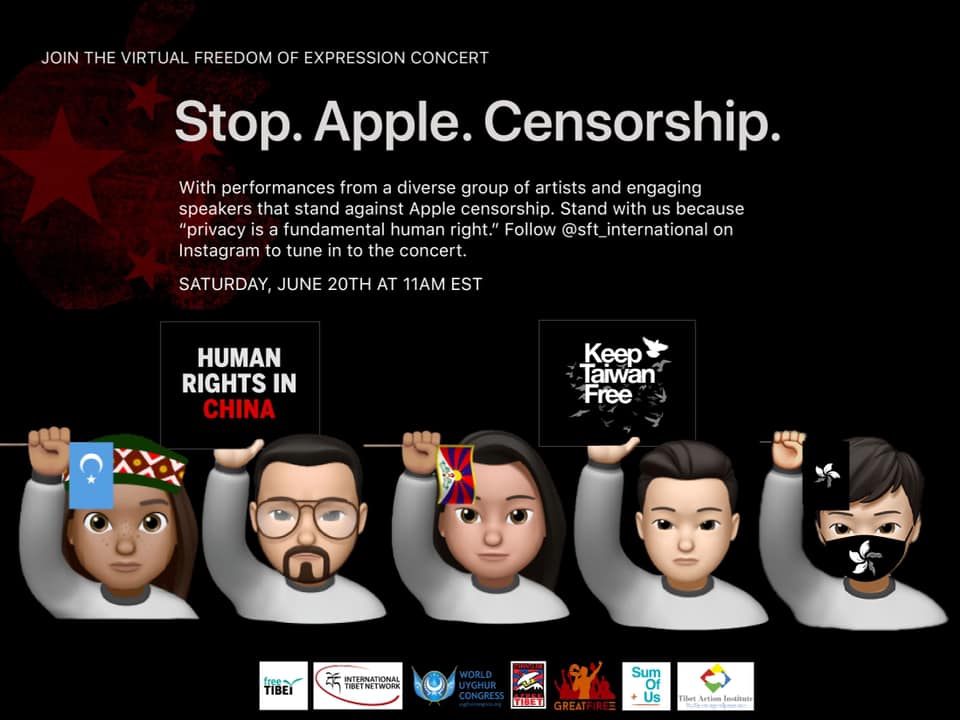 JOIN THE VIRTUAL FREEDOM OF EXPRESSION CONCERT
Stop. Apple. Censorship.
With performances from a diverse group of artists and engaging
speakers that stand against Apple censorship. Stand with us because
“privacy is a fundamental human right.” Follow @sft_international on
Instagram to tune in to the concert.
SATURDAY, JUNE 20TH AT 11AM EST
HUMAN
RIGHTS IN
CHINA
Keep
Taiwan
Free
free
TIBET
INTERNATIONAL
TIBET NETWORK
WORLD
UYGHUR
CONGRESS
TIBET
GREATFIRE
Sum
Of
Us
Tibet Action Institute